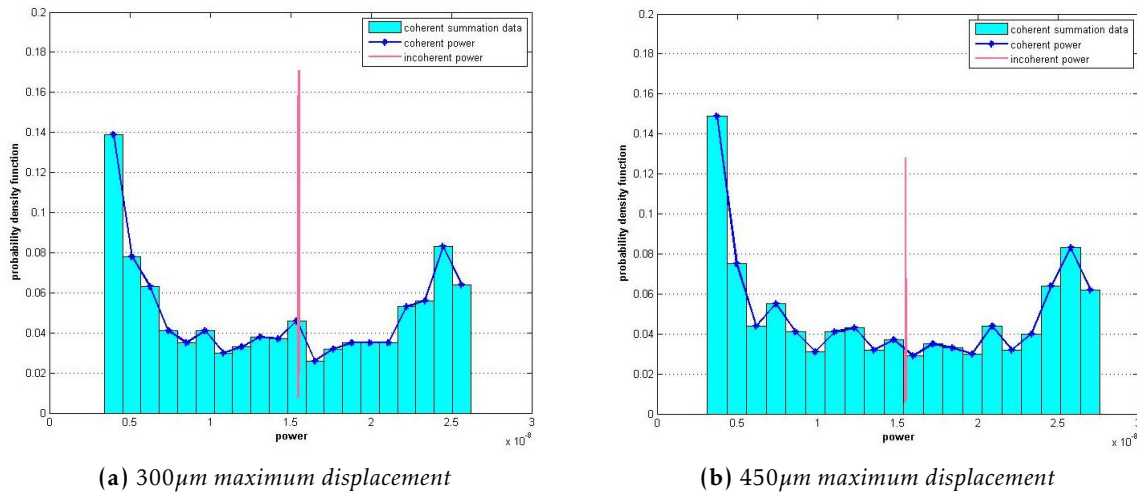 0.2
0.18
0.16
0.14
0.12
0.1
0.08
0.06
0.04
0.02
0
probability density function
coherent summation data
coherent power
incoherent power
0 0.5 1 1.5 2 2.5 3
power
x 10⁻⁸
(a) 300µm maximum displacement
0.2
0.18
0.16
0.14
0.12
0.1
0.08
0.06
0.04
0.02
0
probability density function
coherent summation data
coherent power
incoherent power
0 0.5 1 1.5 2 2.5 3
power
x 10⁻⁸
(b) 450µm maximum displacement